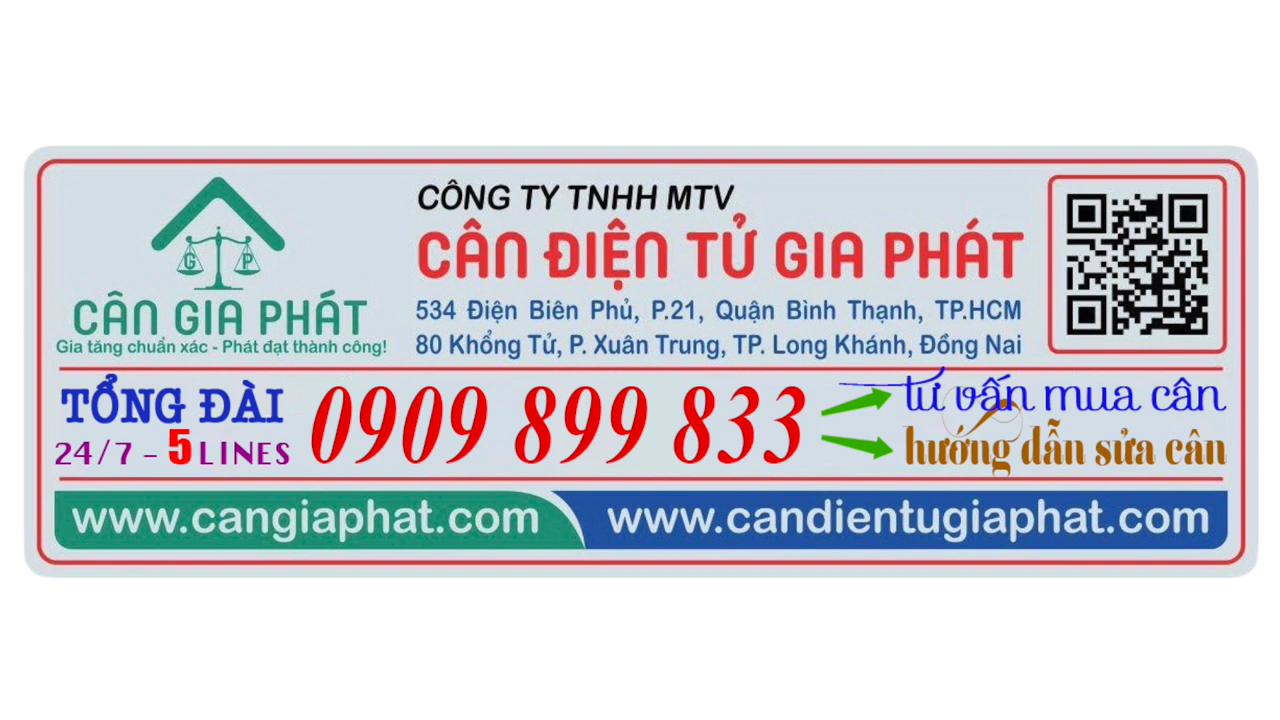 G P
CÂN GIA PHÁT
Gia tăng chuẩn xác - Phát đạt thành công!
CÔNG TY TNHH MTV
CÂN ĐIỆN TỬ GIA PHÁT
534 Điện Biên Phủ, P.21, Quận Bình Thạnh, TP.HCM
80 Khổng Tử, P. Xuân Trung, TP. Long Khánh, Đồng Nai
TỔNG ĐÀI
24/7 - 5 LINES
0909 899 833
tư vấn mua cân
hướng dẫn sửa cân
www.cangiaphat.com
www.candientugiaphat.com